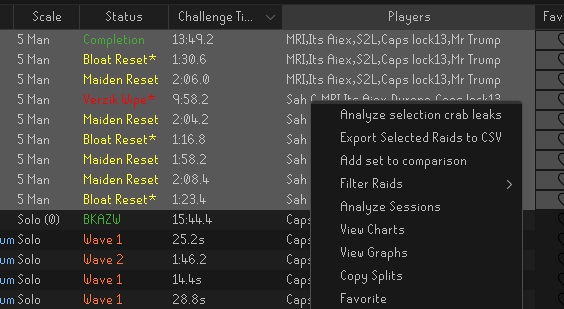 Scale Status Challenge Ti... Players Fav
5 Man Completion 13:49.2 MRI,Its Aiex,S2L,Caps lock13,Mr Trump
5 Man Bloat Reset* 1:30.6 MRI,Its Aiex,S2L,Caps lock13,Mr Trump
5 Man Maiden Reset 2:06.0 MRI,Its Aiex,S2L,Caps lock13,Mr Trump
5 Man Verzik Wipe* 9:58.2 Sah
5 Man Maiden Reset 2:04.2 Sah
5 Man Bloat Reset* 1:16.8 Sah
5 Man Maiden Reset 1:58.2 Sah
5 Man Maiden Reset 2:08.4 Sah
5 Man Bloat Reset* 1:23.4 Sah
Solo (0) BKAZW 15:44.4 Caps
um Solo Wave 1 25.2s Caps
um Solo Wave 2 1:46.2 Caps
um Solo Wave 1 14.4s Caps
um Solo Wave 1 28.8s Caps
Analyze selection crab leaks
Export Selected Raids to CSV
Add set to comparison
Filter Raids
Analyze Sessions
View Charts
View Graphs
Copy Splits
Favorite